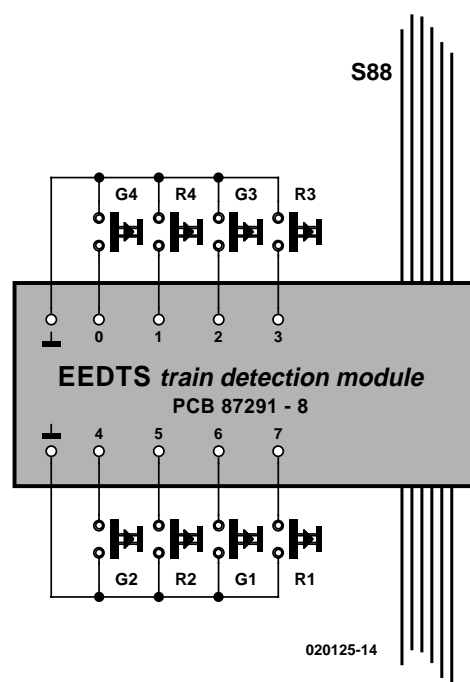 S88
G4 R4 G3 R3
0 1 2 3
EEDTS train detection module
PCB 87291 - 8
4 5 6 7
G2 R2 G1 R1
020125-14